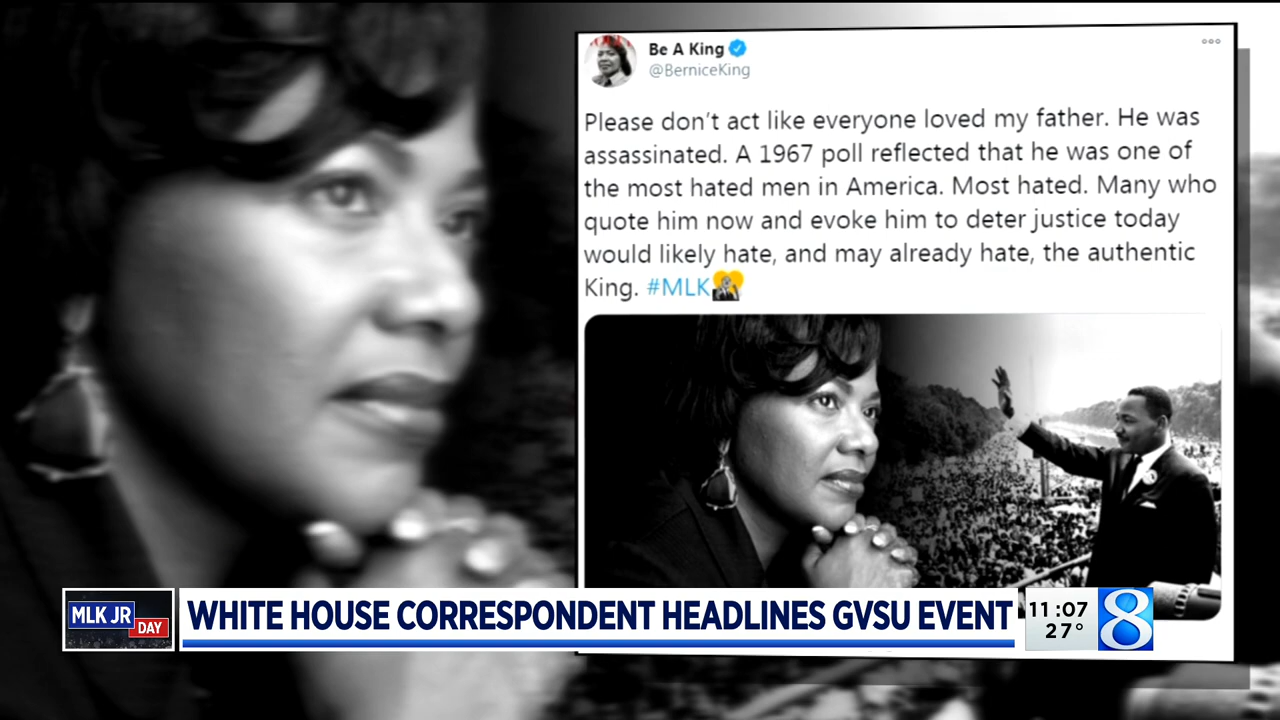 Be A King
@BerniceKing
Please don't act like everyone loved my father. He was
assassinated. A 1967 poll reflected that he was one of
the most hated men in America. Most hated. Many who
quote him now and evoke him to deter justice today
would likely hate, and may already hate, the authentic
King. #MLK
MLK JR
DAY
WHITE HOUSE CORRESPONDENT HEADLINES GVSU EVENT
11:07
27°
8